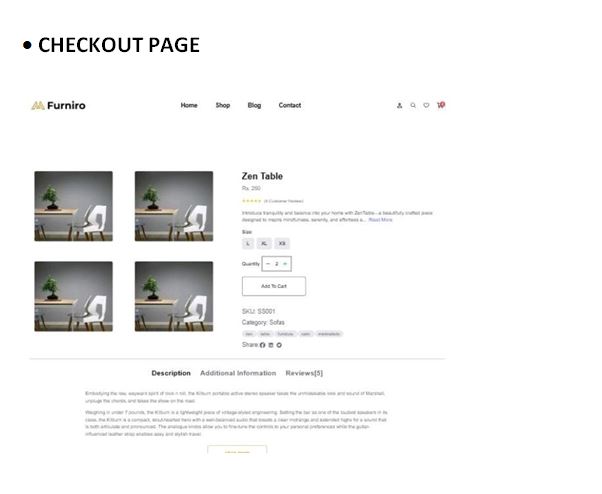 • CHECKOUT PAGE
Furniro
Home Shop Blog Contact
Zen Table
Rs. 250
(5 Customer Review)
Introduce tranquility and balance into your home with ZenTable - a beautifully crafted piece
designed to inspire mindfulness, serenity, and effortless a... Read More
Size
L XL XS
Quantity - 2 +
Add To Cart
SKU: SS001
Category: Sofas
zen table furniture minimalistic
Share:
Description Additional Information Reviews[5]
Embodying the raw, wayward spirit of rock n roll, the Kilburn portable active stereo speaker takes the unmistakable look and sound of Marshall,
unplugs the chords, and takes the show on the road.
Weighing in under 7 pounds, the Kilburn is a lightweight piece of vintage styled engineering. Setting the bar as one of the loudest speakers in its
class, the Kilburn is a compact, stout-hearted hero with a well-balanced audio that boasts a clear midrange and extended highs for a sound that
is both articulate and pronounced. The analogue knobs allow you to fine-tune the controls to your personal preferences while the guitar-
influenced leather strap enables easy and stylish travel.